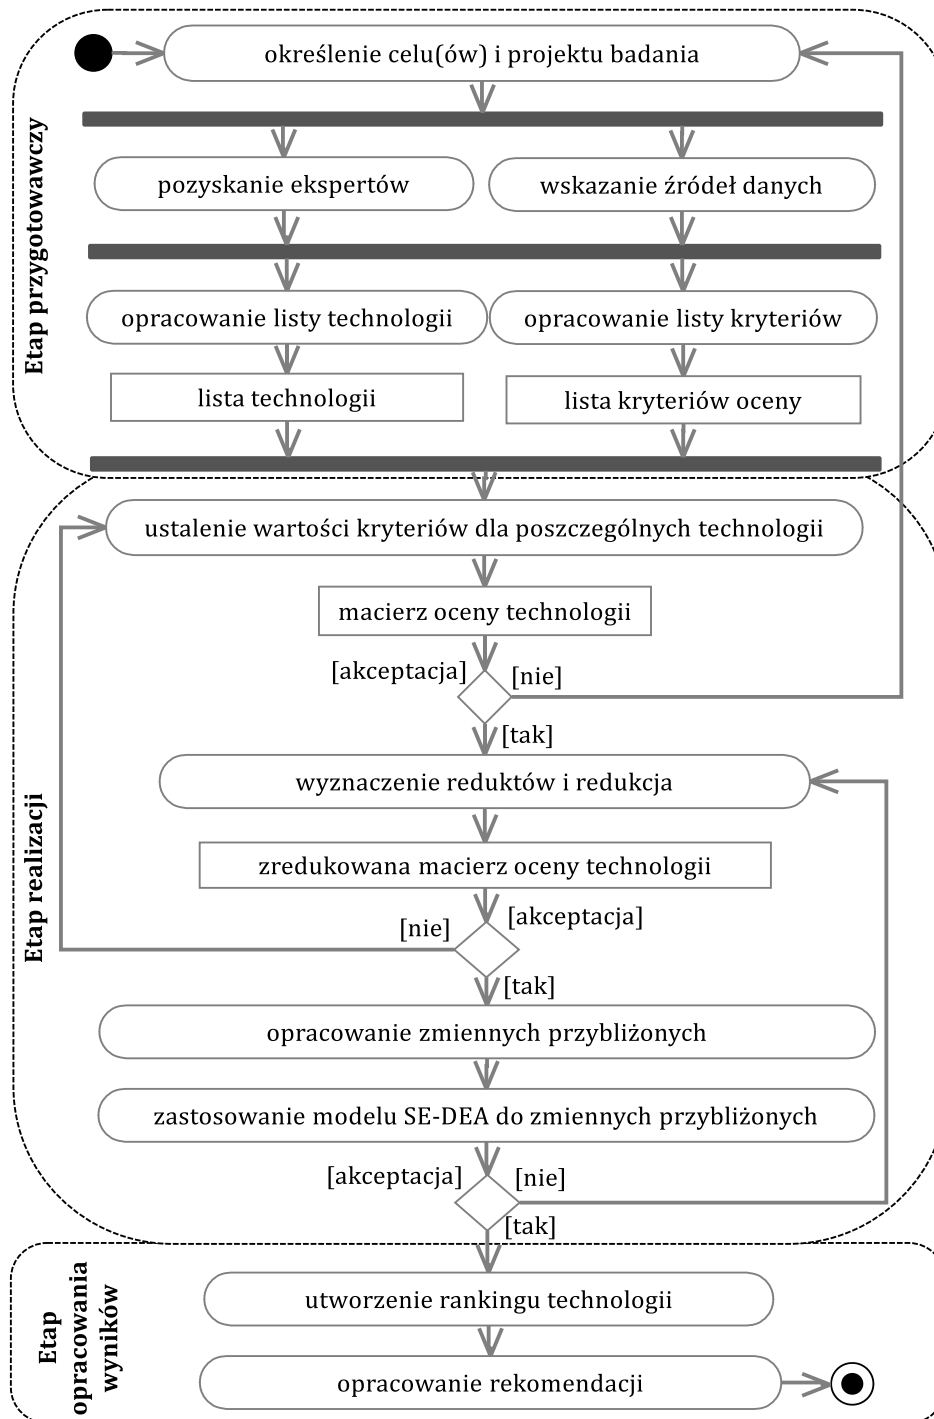 Etap przygotowawczy
określenie celu(ów) i projektu badania
pozyskanie ekspertów
wskazanie źródeł danych
opracowanie listy technologii
opracowanie listy kryteriów
lista technologii
lista kryteriów oceny
Etap realizacji
ustalenie wartości kryteriów dla poszczególnych technologii
macierz oceny technologii
[akceptacja]
[nie]
[tak]
wyznaczenie reduktów i redukcja
zredukowana macierz oceny technologii
[nie]
[akceptacja]
[tak]
opracowanie zmiennych przybliżonych
zastosowanie modelu SE-DEA do zmiennych przybliżonych
[akceptacja]
[nie]
[tak]
Etap
opracowania
wyników
utworzenie rankingu technologii
opracowanie rekomendacji